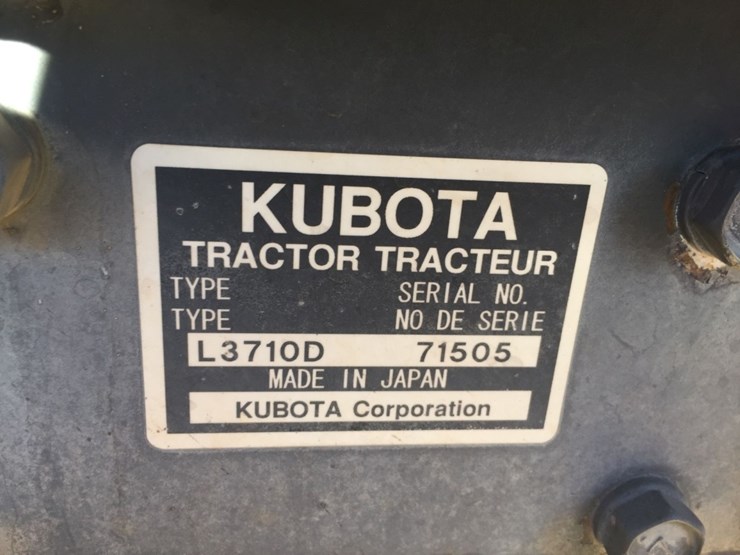 KUBOTA
TRACTOR TRACTEUR
TYPE SERIAL NO.
TYPE NO DE SERIE
L3710D 71505
MADE IN JAPAN
KUBOTA Corporation